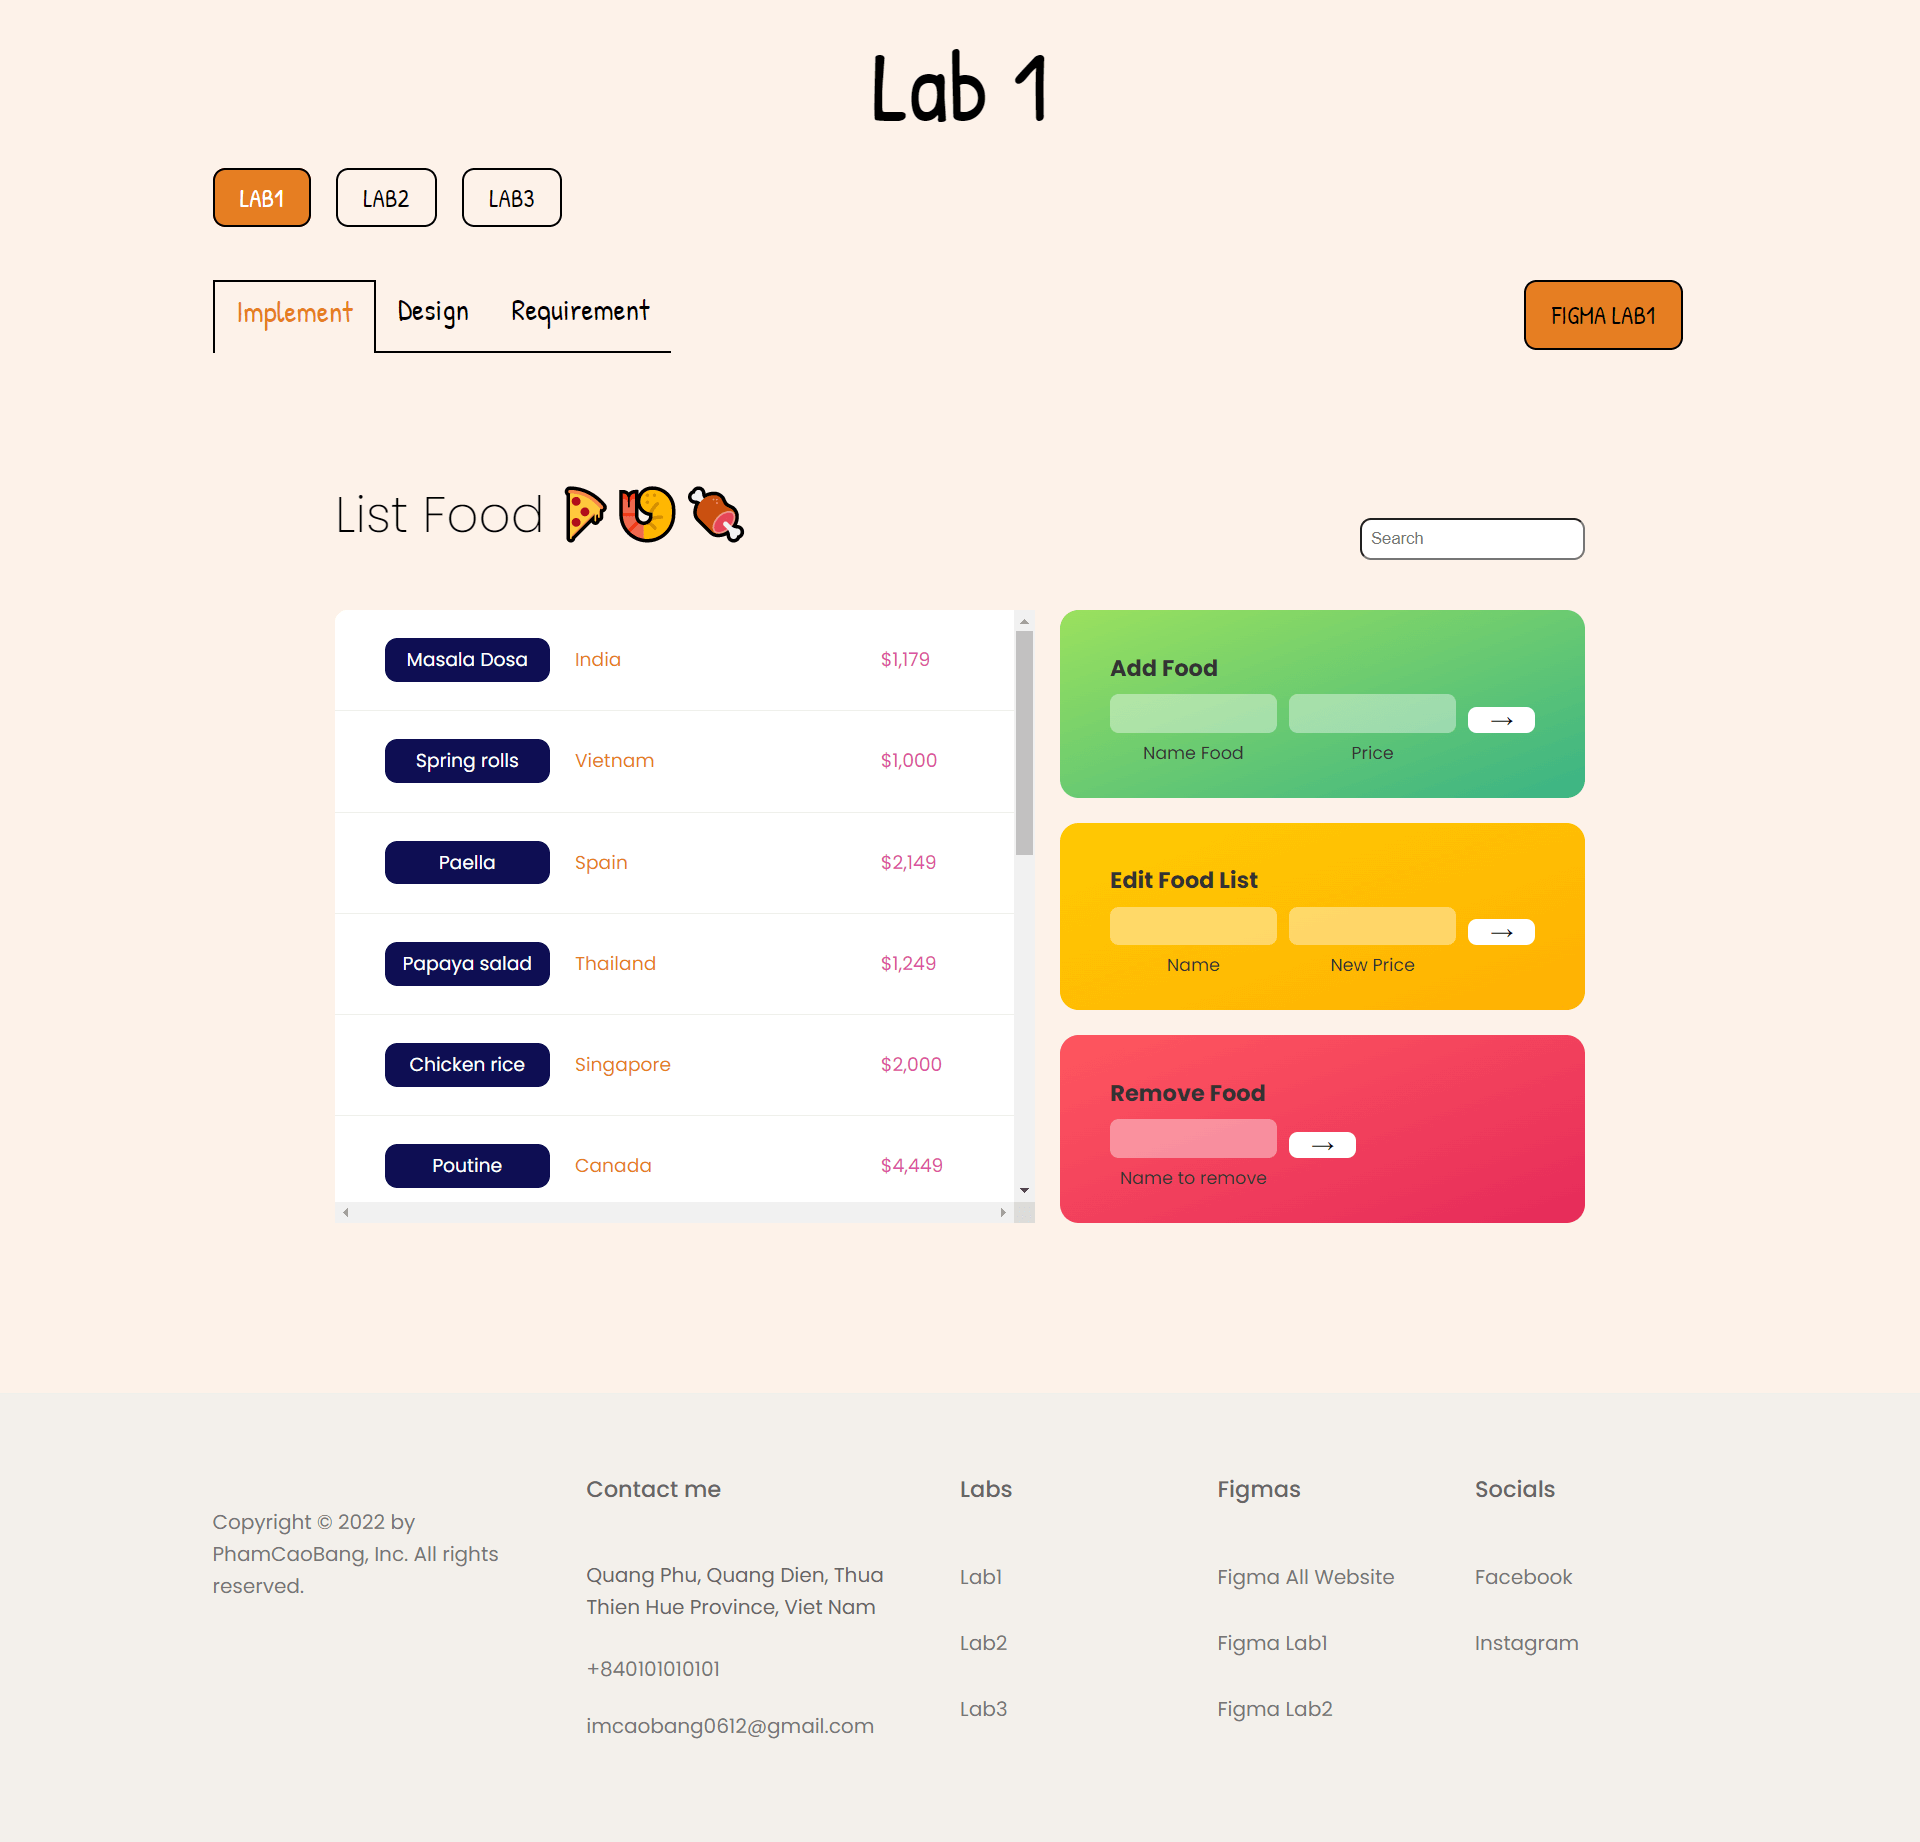 Lab 1
LAB1
LAB2
LAB3
Implement
Design
Requirement
FIGMA LAB1
List Food
Search
Masala Dosa India $1,179
Spring rolls Vietnam $1,000
Paella Spain $2,149
Papaya salad Thailand $1,249
Chicken rice Singapore $2,000
Poutine Canada $4,449
Add Food
→
Name Food Price
Edit Food List
→
Name New Price
Remove Food
→
Name to remove
Copyright © 2022 by
PhamCaoBang, Inc. All rights
reserved.
Contact me
Quang Phu, Quang Dien, Thua
Thien Hue Province, Viet Nam
+840101010101
imcaobang0612@gmail.com
Labs
Lab1
Lab2
Lab3
Figmas
Figma All Website
Figma Lab1
Figma Lab2
Socials
Facebook
Instagram